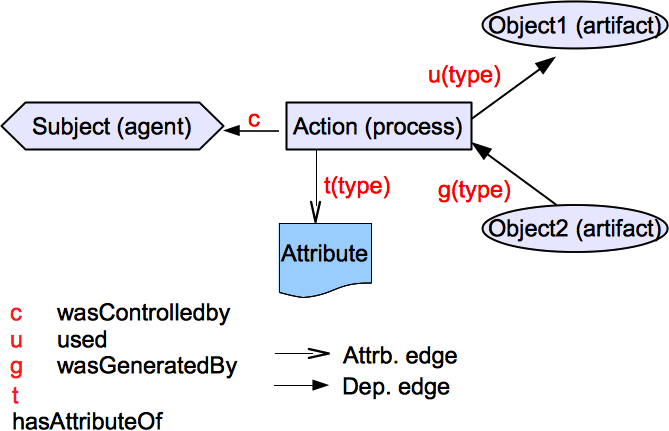 Object1 (artifact)
u(type)
Subject (agent)
c
Action (process)
t(type)
g(type)
Object2 (artifact)
Attribute
c wasControlledby
u used
g wasGeneratedBy
t
hasAttributeOf
Attrb. edge
Dep. edge